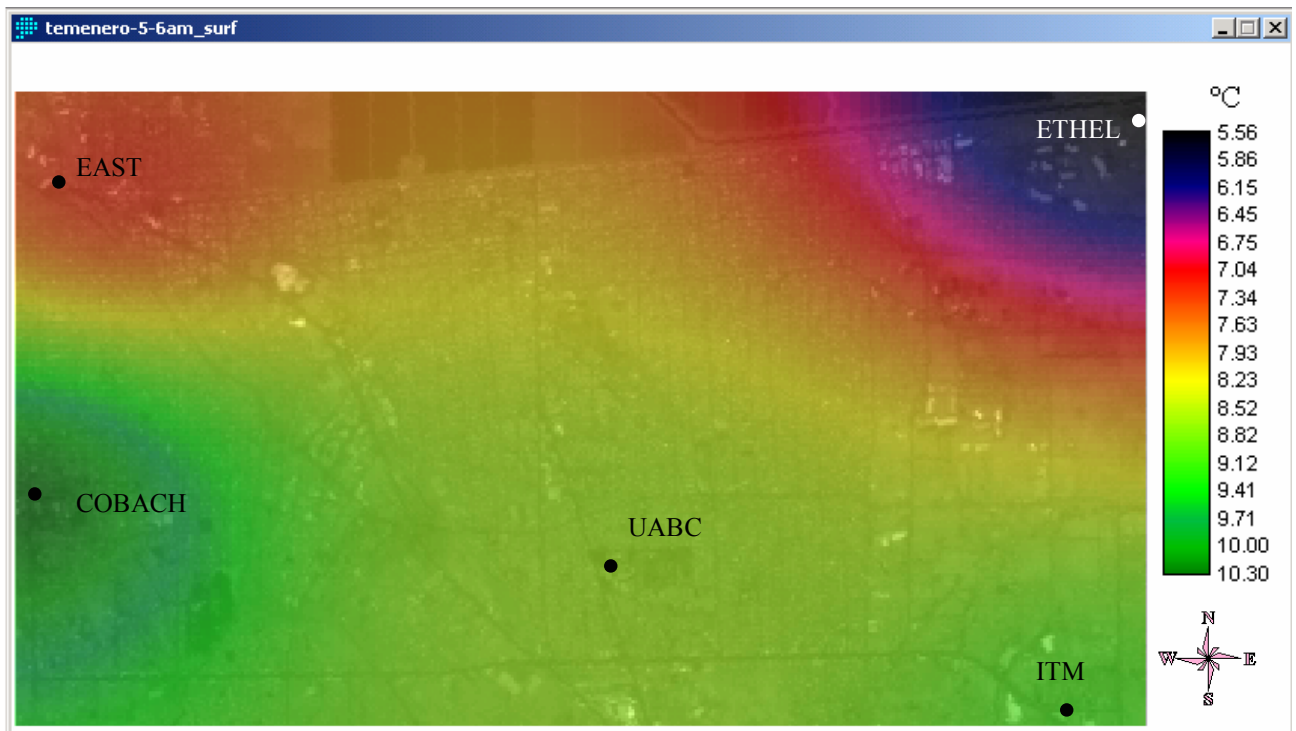 temenero-5-6am_surf
ºC
ETHEL
EAST
COBACH
UABC
ITM
5.56
5.86
6.15
6.45
6.75
7.04
7.34
7.63
7.93
8.23
8.52
8.82
9.12
9.41
9.71
10.00
10.30
N
W E
S